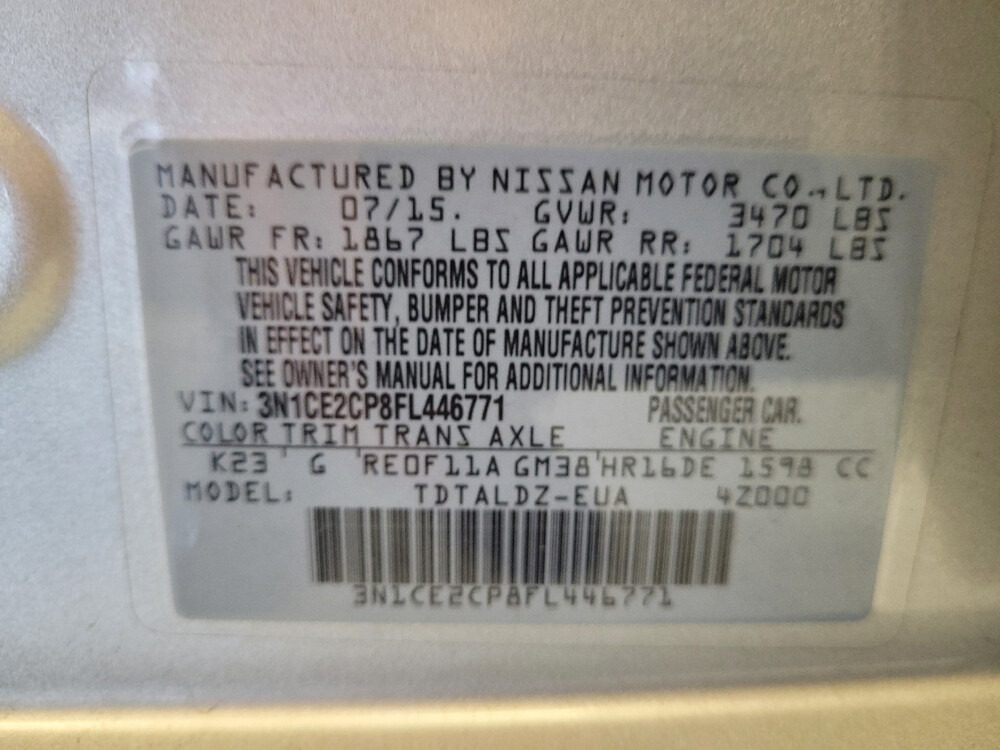 MANUFACTURED BY NISSAN MOTOR CO.,LTD.
DATE: 07/15. GVWR: 3470 LBS
GAWR FR: 1867 LBS GAWR RR: 1704 LBS
THIS VEHICLE CONFORMS TO ALL APPLICABLE FEDERAL MOTOR
VEHICLE SAFETY, BUMPER AND THEFT PREVENTION STANDARDS
IN EFFECT ON THE DATE OF MANUFACTURE SHOWN ABOVE.
SEE OWNER'S MANUAL FOR ADDITIONAL INFORMATION.
VIN: 3N1CE2CP8FL446771 PASSENGER CAR.
COLOR TRIM TRANS AXLE ENGINE
K23 ' G 'RE0F11A GM38'HR16DE 1598 CC
MODEL: TDTALDZ-EUA 4Z000
3N1CE2CP8FL446771